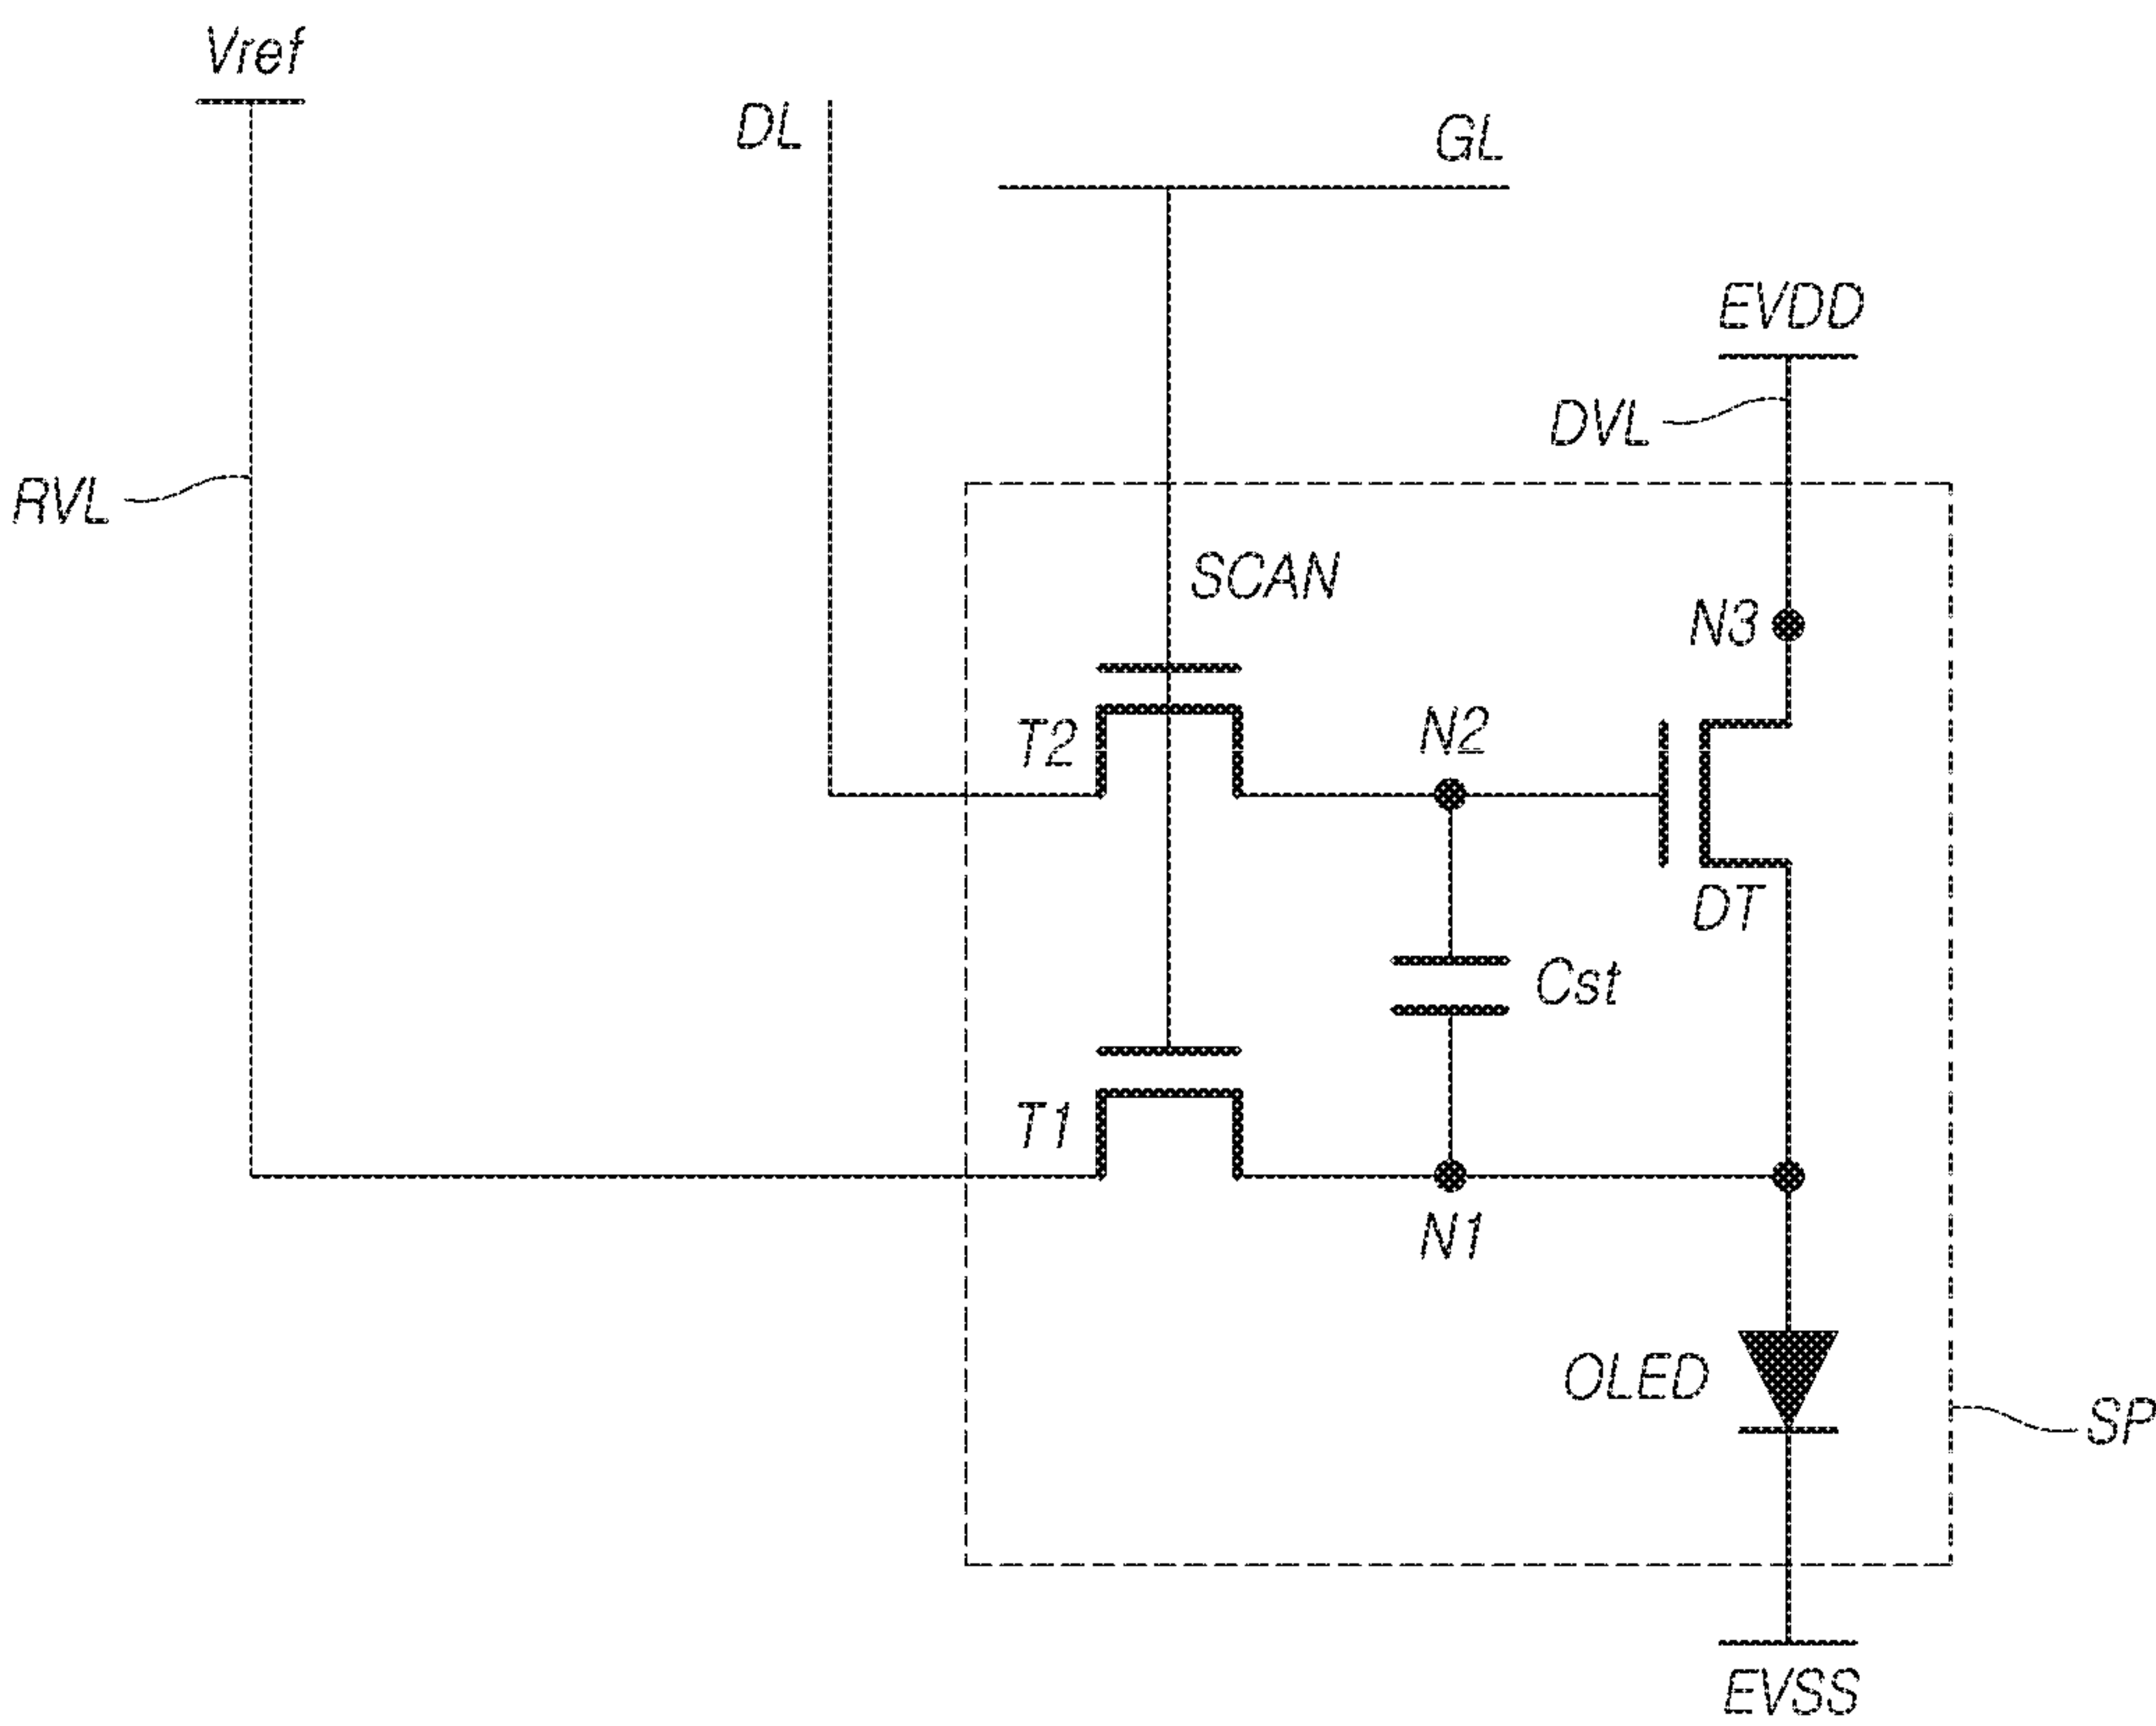 Vref
DL
GL
EVDD
DVL
RVL
SCAN
N3
T2
N2
DT
Cst
T1
N1
OLED
SP
EVSS